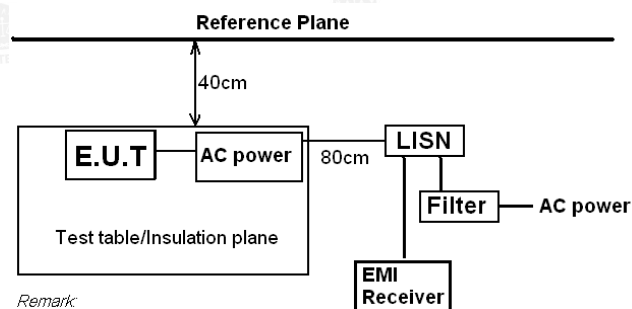 Reference Plane
40cm
E.U.T
AC power
80cm
LISN
Filter
AC power
Test table/Insulation plane
EMI
Receiver
Remark: